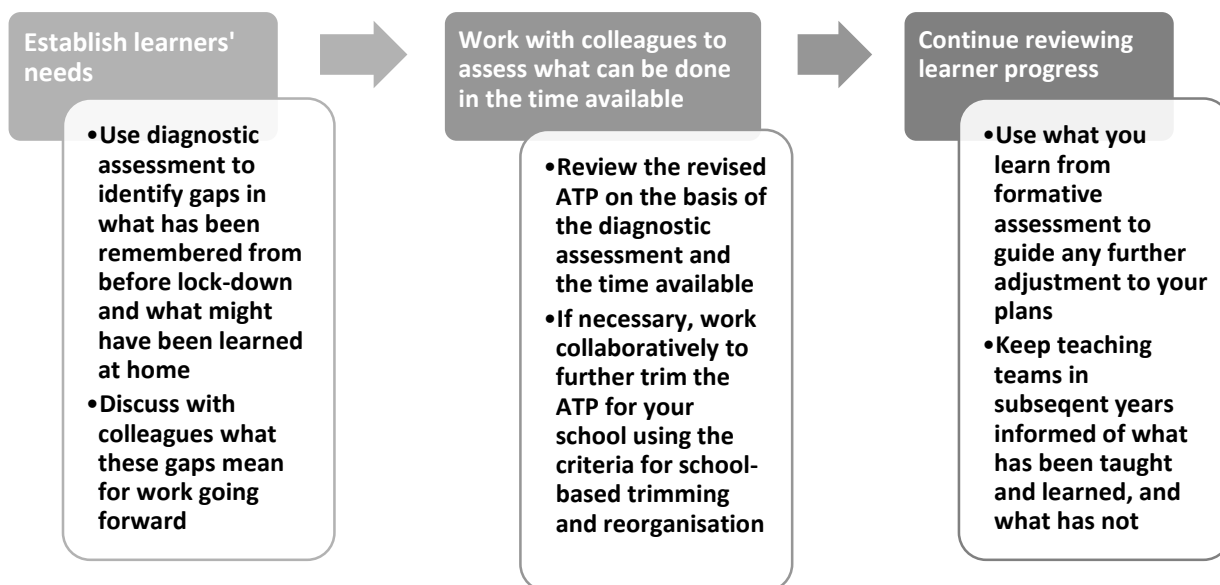 Establish learners'
needs
•Use diagnostic
assessment to
identify gaps in
what has been
remembered from
before lock-down
and what might
have been learned
at home
•Discuss with
colleagues what
these gaps mean
for work going
forward
Work with colleagues to
assess what can be done
in the time available
•Review the revised
ATP on the basis of
the diagnostic
assessment and
the time available
•If necessary, work
collaboratively to
further trim the
ATP for your
school using the
criteria for school-
based trimming
and reorganisation
Continue reviewing
learner progress
•Use what you
learn from
formative
assessment to
guide any further
adjustment to your
plans
•Keep teaching
teams in
subseqent years
informed of what
has been taught
and learned, and
what has not